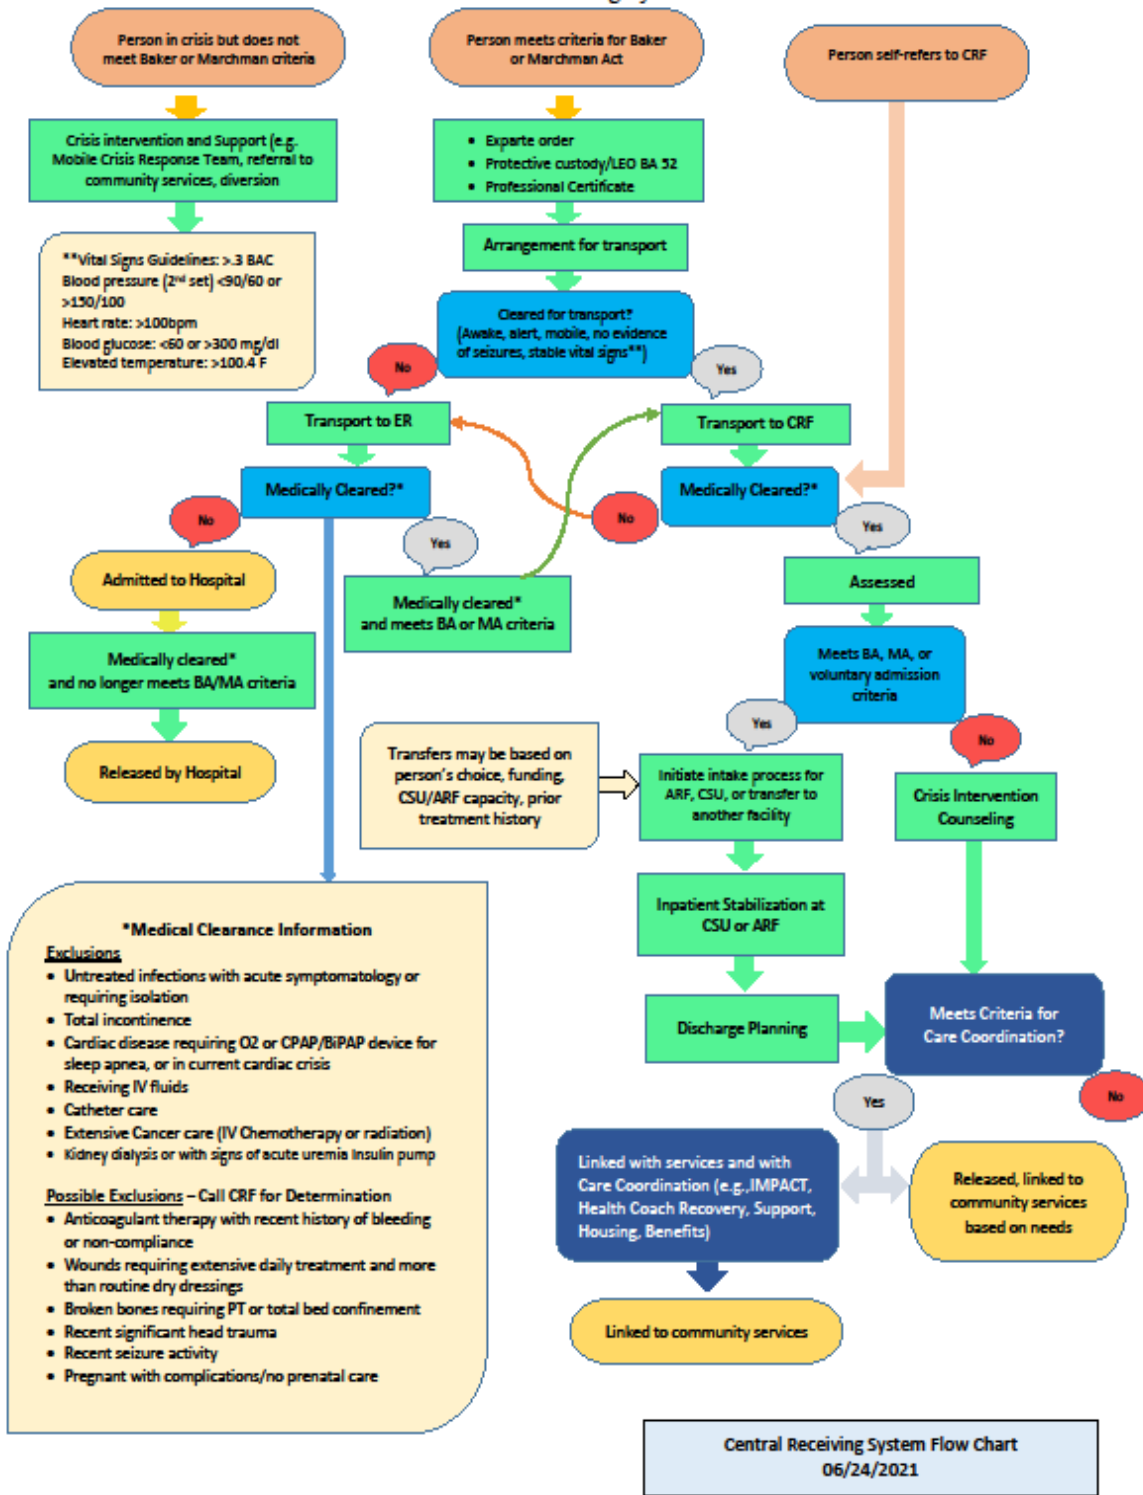 Person in crisis but does not
meet Baker or Marchman criteria
Person meets criteria for Baker
or Marchman Act
Person self-refers to CRF
Crisis intervention and Support (e.g.
Mobile Crisis Response Team, referral to
community services, diversion
• Exparte order
• Protective custody/LEO BA 52
• Professional Certificate
Arrangement for transport
**Vital Signs Guidelines: >.3 BAC
Blood pressure (2nd set) <90/60 or
>150/100
Heart rate: >100bpm
Blood glucose: <60 or >300 mg/dl
Elevated temperature: >100.4 F
Cleared for transport?
(Awake, alert, mobile, no evidence
of seizures, stable vital signs**)
No
Yes
Transport to ER
Transport to CRF
Medically Cleared?*
Medically Cleared?*
No
Yes
No
Yes
Admitted to Hospital
Medically cleared*
and meets BA or MA criteria
Assessed
Medically cleared*
and no longer meets BA/MA criteria
Meets BA, MA, or
voluntary admission
criteria
Yes
No
Released by Hospital
Transfers may be based on
person's choice, funding,
CSU/ARF capacity, prior
treatment history
Initiate intake process for
ARF, CSU, or transfer to
another facility
Crisis Intervention
Counseling
Inpatient Stabilization at
CSU or ARF
Discharge Planning
Meets Criteria for
Care Coordination?
Yes
No
*Medical Clearance Information
Exclusions
• Untreated infections with acute symptomatology or
requiring isolation
• Total incontinence
• Cardiac disease requiring O2 or CPAP/BiPAP device for
sleep apnea, or in current cardiac crisis
• Receiving IV fluids
• Catheter care
• Extensive Cancer care (IV Chemotherapy or radiation)
• Kidney dialysis or with signs of acute uremia Insulin pump
Possible Exclusions – Call CRF for Determination
• Anticoagulant therapy with recent history of bleeding
or non-compliance
• Wounds requiring extensive daily treatment and more
than routine dry dressings
• Broken bones requiring PT or total bed confinement
• Recent significant head trauma
• Recent seizure activity
• Pregnant with complications/no prenatal care
Linked with services and with
Care Coordination (e.g.,IMPACT,
Health Coach Recovery, Support,
Housing, Benefits)
Released, linked to
community services
based on needs
Linked to community services
Central Receiving System Flow Chart
06/24/2021